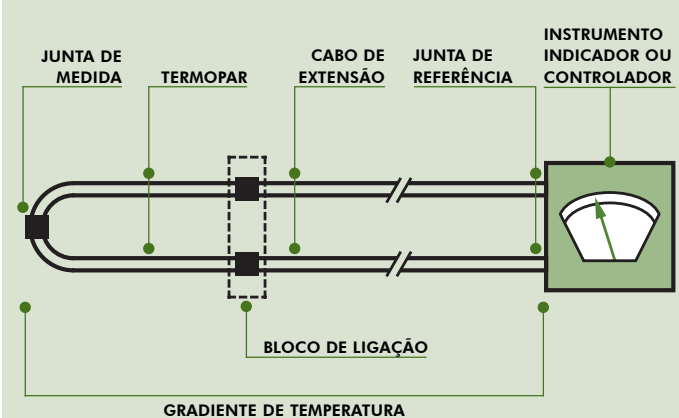 JUNTA DE
MEDIDA
TERMOPAR
CABO DE
EXTENSÃO
JUNTA DE
REFERÊNCIA
INSTRUMENTO
INDICADOR OU
CONTROLADOR
BLOCO DE LIGAÇÃO
GRADIENTE DE TEMPERATURA